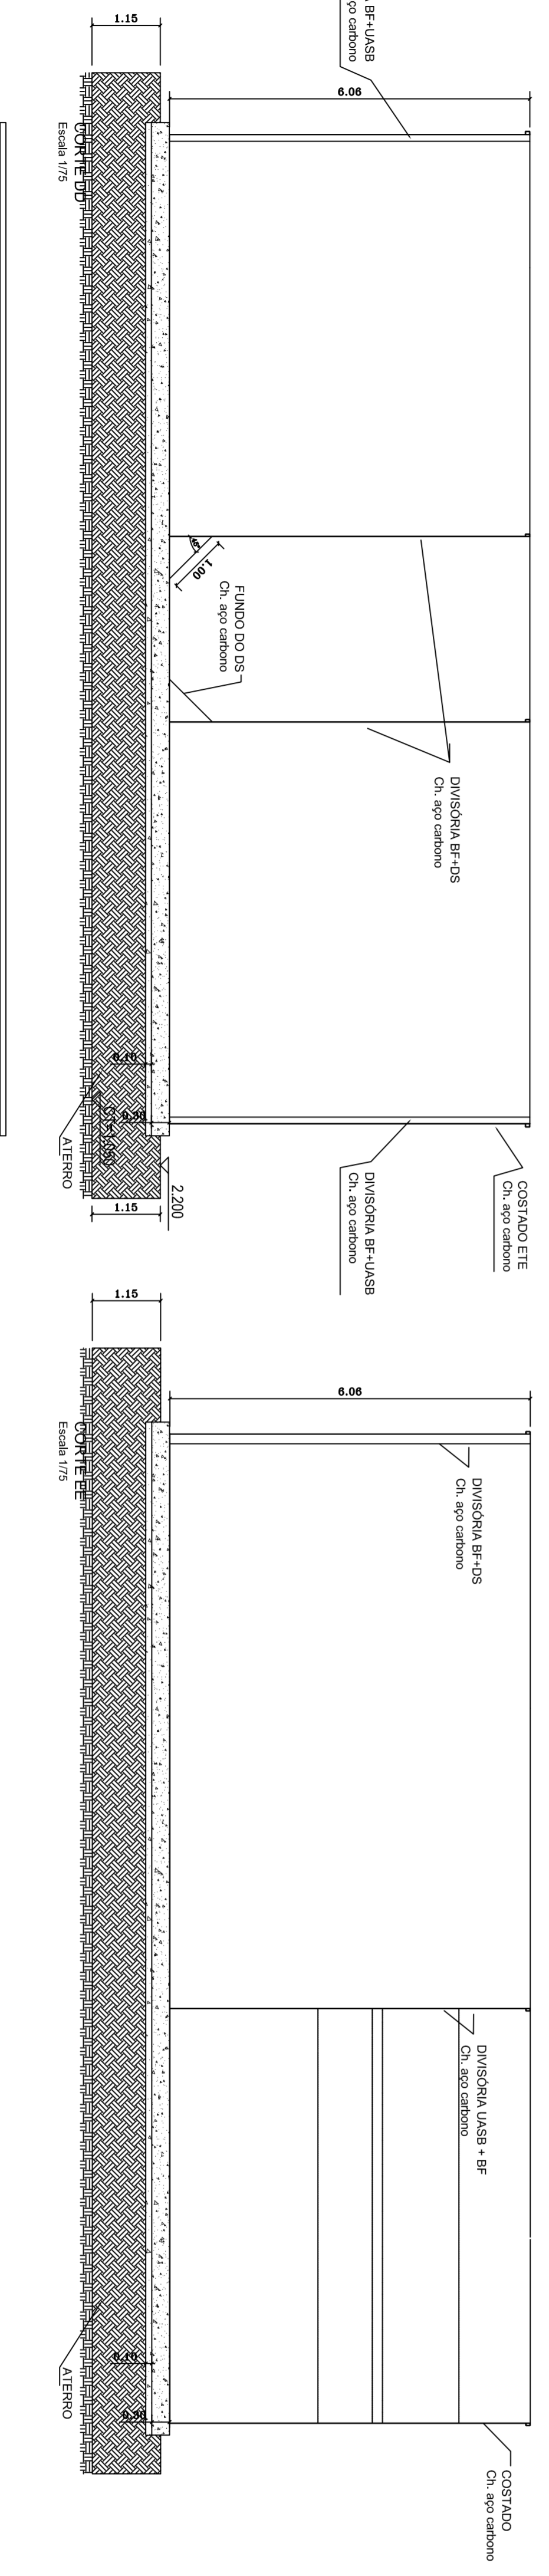 1.15
BF+UASB
ço carbono
6.06
CORTE DD
Escala 1/75
45°
1.00
FUNDO DO DS
Ch. aço carbono
DIVISÓRIA BF+DS
Ch. aço carbono
0.10
0.30
ATERRO
1.15
2.200
DIVISÓRIA BF+UASB
Ch. aço carbono
COSTADO ETE
Ch. aço carbono
1.15
6.06
CORTE EE
Escala 1/75
DIVISÓRIA BF+DS
Ch. aço carbono
DIVISÓRIA UASB + BF
Ch. aço carbono
0.10
0.30
ATERRO
COSTADO
Ch. aço carbono